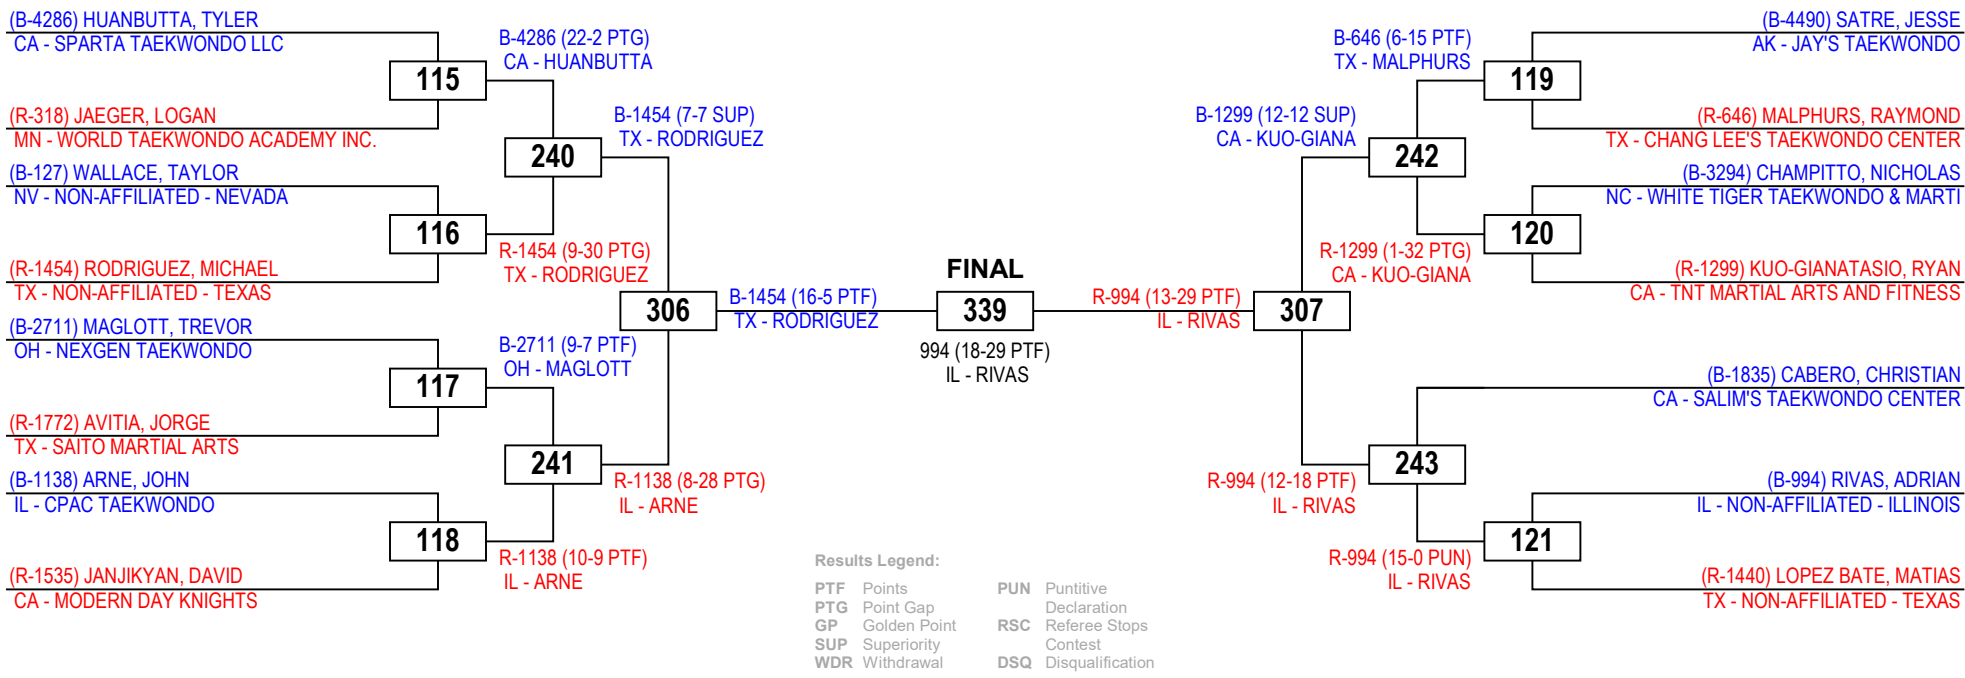 (B-4286) HUANBUTTA, TYLER
CA - SPARTA TAEKWONDO LLC
115
(R-318) JAEGER, LOGAN
MN - WORLD TAEKWONDO ACADEMY INC.
(B-127) WALLACE, TAYLOR
NV - NON-AFFILIATED - NEVADA
116
(R-1454) RODRIGUEZ, MICHAEL
TX - NON-AFFILIATED - TEXAS
(B-2711) MAGLOTT, TREVOR
OH - NEXGEN TAEKWONDO
117
(R-1772) AVITIA, JORGE
TX - SAITO MARTIAL ARTS
(B-1138) ARNE, JOHN
IL - CPAC TAEKWONDO
118
(R-1535) JANJIKYAN, DAVID
CA - MODERN DAY KNIGHTS
B-4286 (22-2 PTG)
CA - HUANBUTTA
240
R-1454 (9-30 PTG)
TX - RODRIGUEZ
B-2711 (9-7 PTF)
OH - MAGLOTT
241
R-1138 (10-9 PTF)
IL - ARNE
B-1454 (7-7 SUP)
TX - RODRIGUEZ
306
R-1138 (8-28 PTG)
IL - ARNE
B-1454 (16-5 PTF)
TX - RODRIGUEZ
FINAL
339
994 (18-29 PTF)
IL - RIVAS
R-994 (13-29 PTF)
IL - RIVAS
307
B-1299 (12-12 SUP)
CA - KUO-GIANA
R-994 (12-18 PTF)
IL - RIVAS
B-646 (6-15 PTF)
TX - MALPHURS
242
R-1299 (1-32 PTG)
CA - KUO-GIANA
243
R-994 (15-0 PUN)
IL - RIVAS
(B-4490) SATRE, JESSE
AK - JAY'S TAEKWONDO
119
(R-646) MALPHURS, RAYMOND
TX - CHANG LEE'S TAEKWONDO CENTER
(B-3294) CHAMPITTO, NICHOLAS
NC - WHITE TIGER TAEKWONDO & MARTI
120
(R-1299) KUO-GIANATASIO, RYAN
CA - TNT MARTIAL ARTS AND FITNESS
(B-1835) CABERO, CHRISTIAN
CA - SALIM'S TAEKWONDO CENTER
(B-994) RIVAS, ADRIAN
IL - NON-AFFILIATED - ILLINOIS
121
(R-1440) LOPEZ BATE, MATIAS
TX - NON-AFFILIATED - TEXAS
Results Legend:
PTF Points
PTG Point Gap
GP Golden Point
SUP Superiority
WDR Withdrawal
PUN Puntitive
Declaration
RSC Referee Stops
Contest
DSQ Disqualification